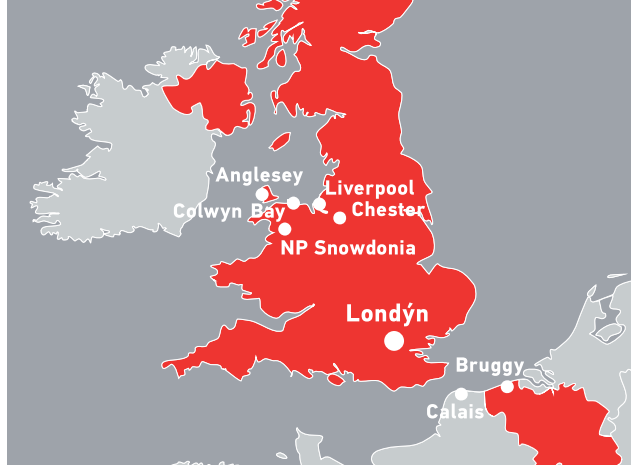 Anglesey
Liverpool
Colwyn Bay
Chester
NP Snowdonia
Londýn
Bruggy
Calais